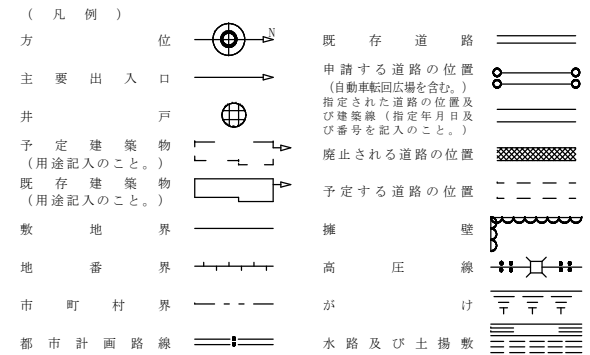 （凡例）
方位
N
主要出入口
井戸
予定建築物
（用途記入のこと。）
既存建築物
（用途記入のこと。）
敷地界
地番界
市町村界
都市計画路線
既存道路
申請する道路の位置
（自動車転回広場を含む。）
指定された道路の位置及
び建築線（指定年月日及
び番号を記入のこと。）
廃止される道路の位置
予定する道路の位置
擁壁
高圧線
がけ
水路及び土揚敷